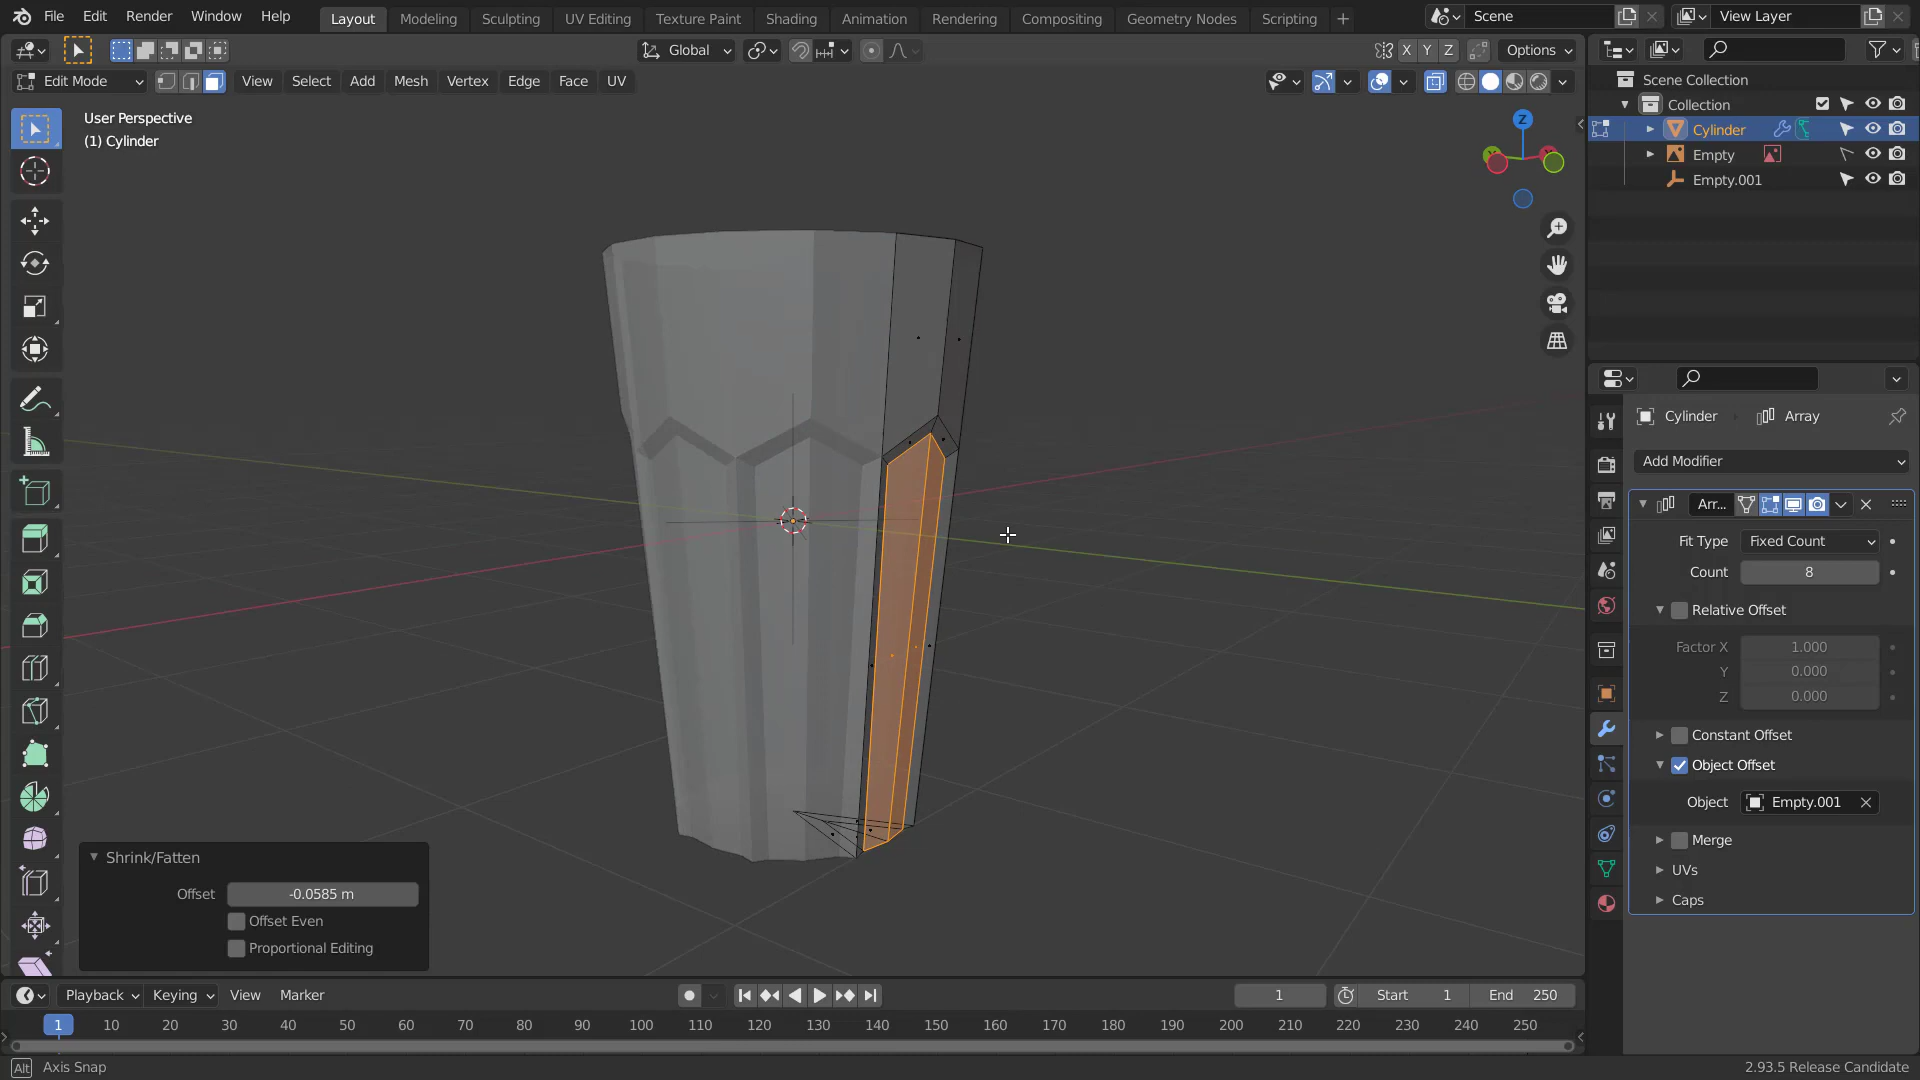 File Edit Render Window Help Layout Modeling Sculpting UV Editing Texture Paint Shading Animation Rendering Compositing Geometry Nodes Scripting Scene View Layer
Global Options
X Y Z
Edit Mode View Select Add Mesh Vertex Edge Face UV
User Perspective
(1) Cylinder
Z
Scene Collection
Collection
Cylinder
Empty
Empty.001
Cylinder Array
Add Modifier
Arr...
Fit Type Fixed Count
Count 8
Relative Offset
Factor X 1.000
Y 0.000
Z 0.000
Constant Offset
Object Offset
Object Empty.001
Merge
UVs
Caps
Shrink/Fatten
Offset -0.0585 m
Offset Even
Proportional Editing
Playback Keying View Marker 1 Start 1 End 250
1 10 20 30 40 50 60 70 80 90 100 110 120 130 140 150 160 170 180 190 200 210 220 230 240 250
Alt Axis Snap 2.93.5 Release Candidate